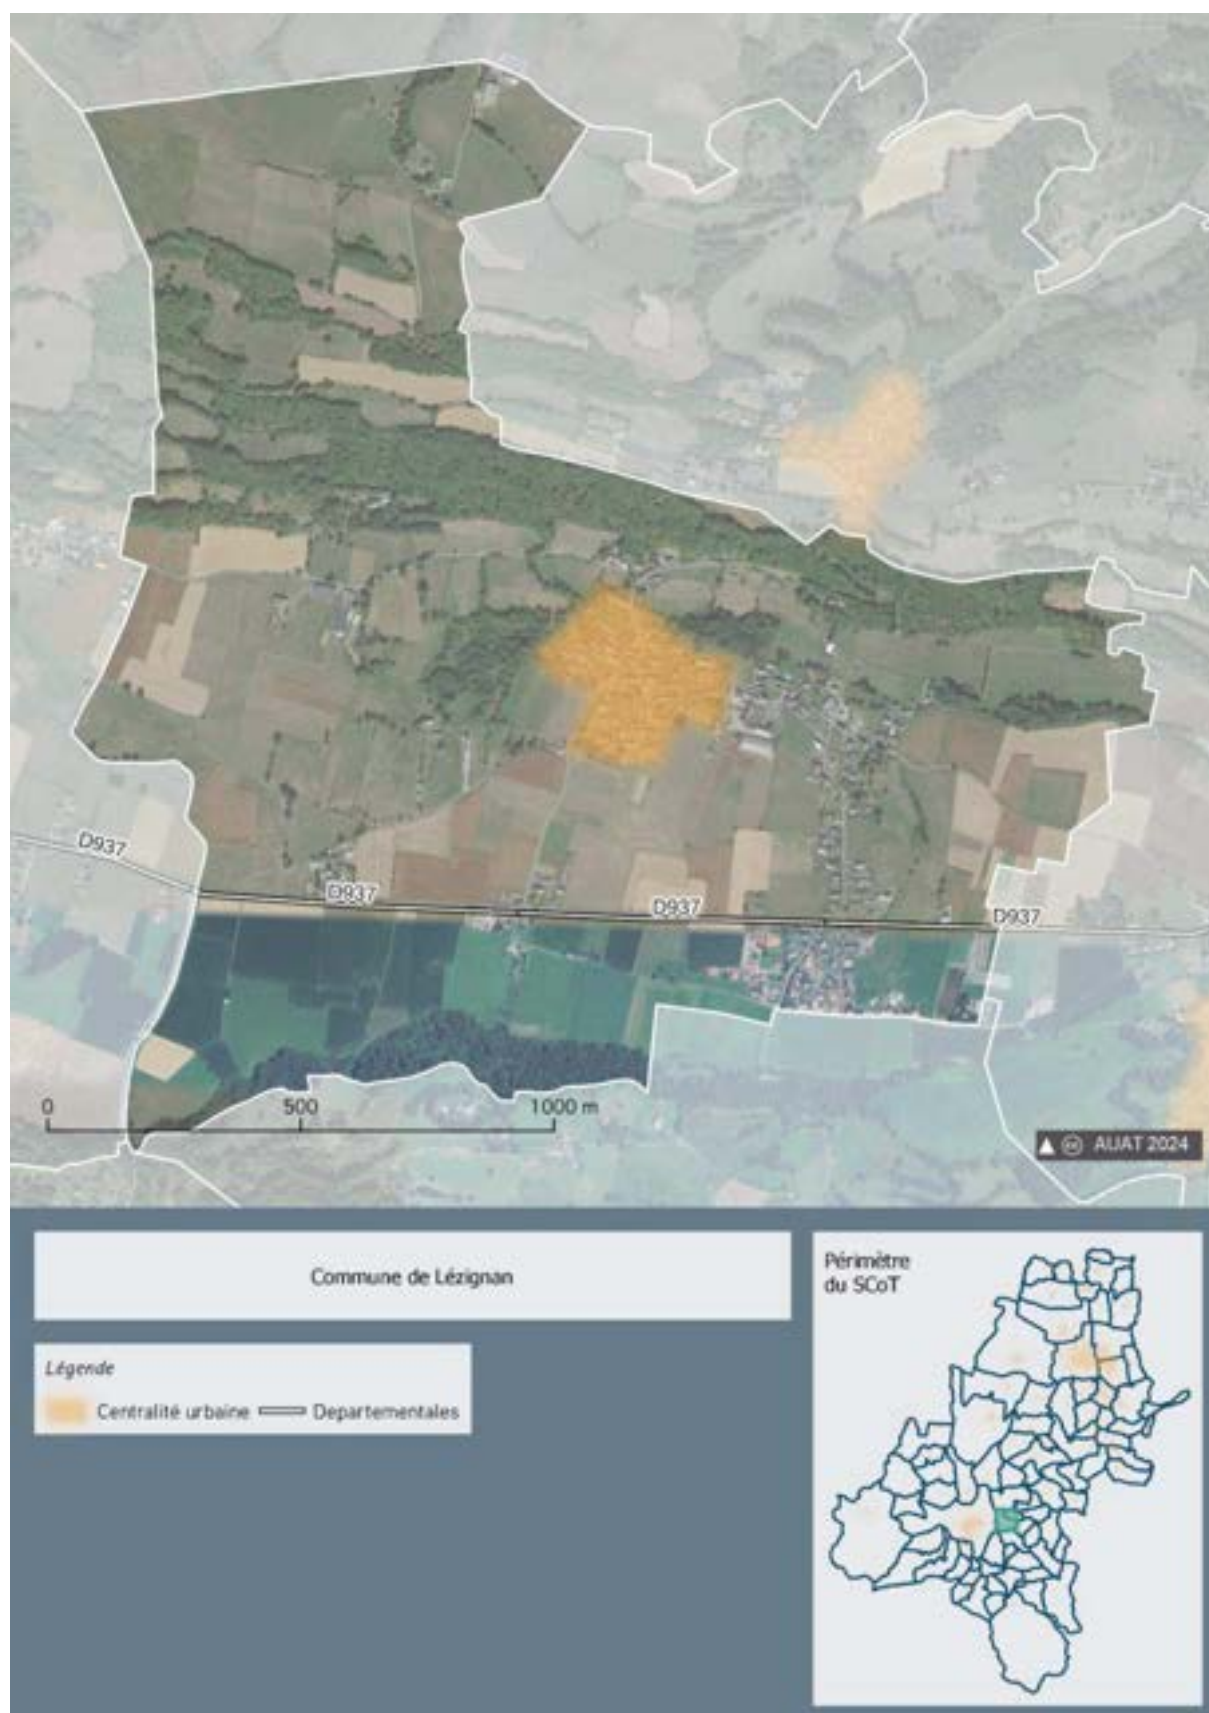 D937
D937
D937
D937
0 500 1000 m
AUAT 2024
Commune de Lézignan
Périmètre
du SCoT
Légende
Centralité urbaine
Departementales